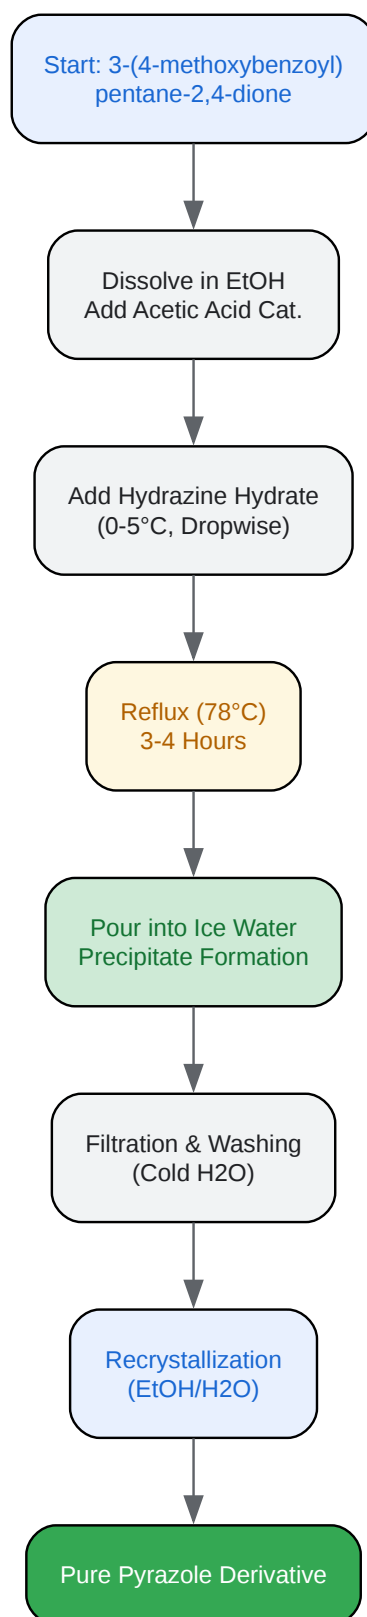 Start: 3-(4-methoxybenzoyl)
pentane-2,4-dione
Dissolve in EtOH
Add Acetic Acid Cat.
Add Hydrazine Hydrate
(0-5°C, Dropwise)
Reflux (78°C)
3-4 Hours
Pour into Ice Water
Precipitate Formation
Filtration & Washing
(Cold H2O)
Recrystallization
(EtOH/H2O)
Pure Pyrazole Derivative